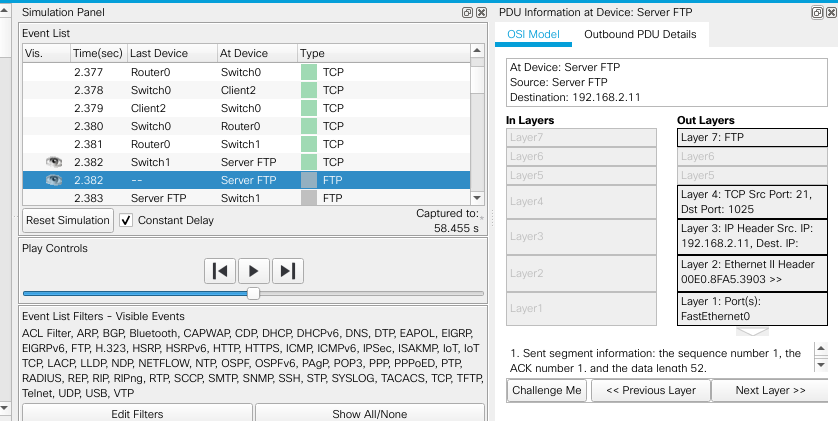 Simulation Panel
Event List
Vis. Time(sec) Last Device At Device Type
2.377 Router0 Switch0 TCP
2.378 Switch0 Client2 TCP
2.379 Client2 Switch0 TCP
2.380 Switch0 Router0 TCP
2.381 Router0 Switch1 TCP
2.382 Switch1 Server FTP TCP
2.382 -- Server FTP FTP
2.383 Server FTP Switch1 FTP
Reset Simulation Constant Delay Captured to:
58.455 s
Play Controls
Event List Filters - Visible Events
ACL Filter, ARP, BGP, Bluetooth, CAPWAP, CDP, DHCP, DHCPv6, DNS, DTP, EAPOL, EIGRP,
EIGRPv6, FTP, H.323, HSRP, HSRPv6, HTTP, HTTPS, ICMP, ICMPv6, IPSec, ISAKMP, IoT, IoT
TCP, LACP, LLDP, NDP, NETFLOW, NTP, OSPF, OSPFv6, PAgP, POP3, PPP, PPPoED, PTP,
RADIUS, REP, RIP, RIPng, RTP, SCCP, SMTP, SNMP, SSH, STP, SYSLOG, TACACS, TCP, TFTP,
Telnet, UDP, USB, VTP
Edit Filters Show All/None
PDU Information at Device: Server FTP
OSI Model Outbound PDU Details
At Device: Server FTP
Source: Server FTP
Destination: 192.168.2.11
In Layers
Layer7
Layer6
Layer5
Layer4
Layer3
Layer2
Layer1
Out Layers
Layer 7: FTP
Layer6
Layer5
Layer 4: TCP Src Port: 21,
Dst Port: 1025
Layer 3: IP Header Src. IP:
192.168.2.11, Dest. IP:
Layer 2: Ethernet II Header
00E0.8FA5.3903 >>
Layer 1: Port(s):
FastEthernet0
1. Sent segment information: the sequence number 1, the
ACK number 1, and the data length 52.
Challenge Me << Previous Layer Next Layer >>